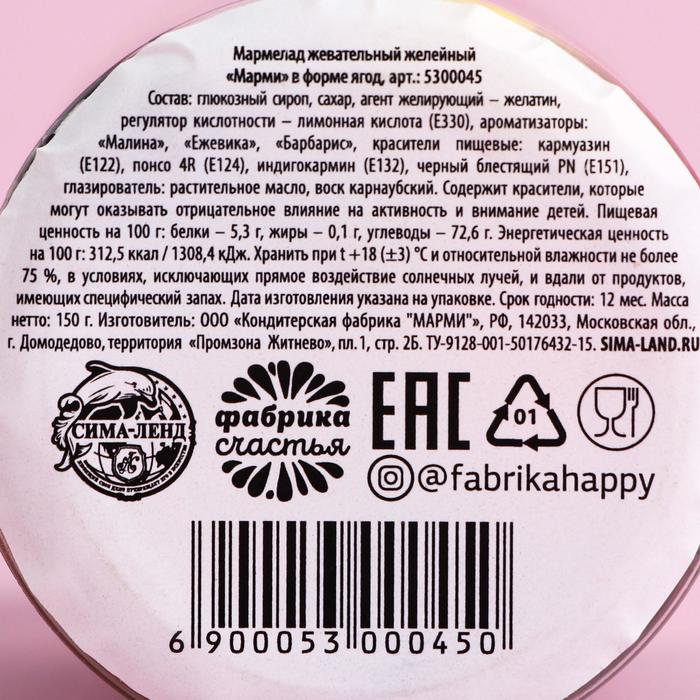 Мармелад жевательный желейный
«Марми» в форме ягод, арт.: 5300045
Состав: глюкозный сироп, сахар, агент желирующий – желатин,
регулятор кислотности – лимонная кислота (Е330), ароматизаторы:
«Малина», «Ежевика», «Барбарис», красители пищевые: кармуазин
(Е122), понсо 4R (Е124), индигокармин (Е132), черный блестящий PN (Е151),
глазирователь: растительное масло, воск карнаубский. Содержит красители, которые
могут оказывать отрицательное влияние на активность и внимание детей. Пищевая
ценность на 100 г: белки – 5,3 г, жиры – 0,1 г, углеводы – 72,6 г. Энергетическая ценность
на 100 г: 312,5 ккал / 1308,4 кДж. Хранить при t +18 (±3) °С и относительной влажности не более
75 %, в условиях, исключающих прямое воздействие солнечных лучей, и вдали от продуктов,
имеющих специфический запах. Дата изготовления указана на упаковке. Срок годности: 12 мес. Масса
нетто: 150 г. Изготовитель: ООО «Кондитерская фабрика "МАРМИ"», РФ, 142033, Московская обл.,
г. Домодедово, территория «Промзона Житнево», пл.1, стр. 2Б. ТУ-9128-001-50176432-15. SIMA-LAND.RU
СИМА-ЛЕНД
фабрика
счастья
EAC
01
@fabrikahappy
6 900053 000450